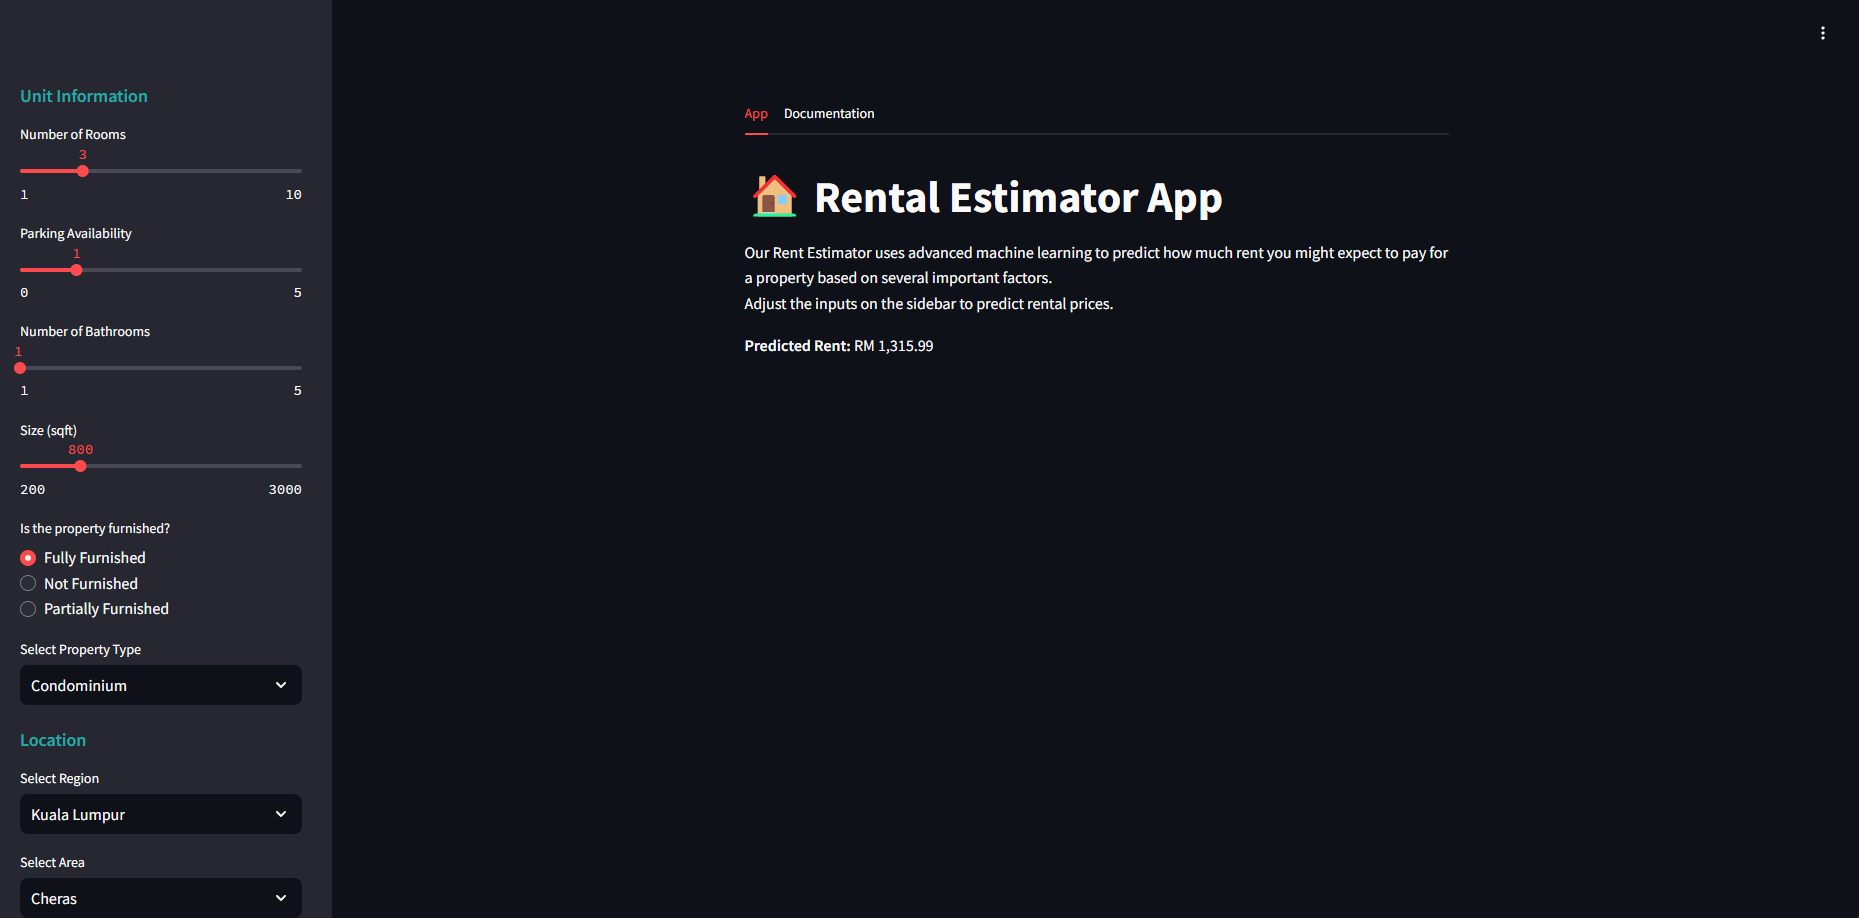 Unit Information
Number of Rooms
3
1 10
Parking Availability
1
0 5
Number of Bathrooms
1
1 5
Size (sqft)
800
200 3000
Is the property furnished?
Fully Furnished
Not Furnished
Partially Furnished
Select Property Type
Condominium
Location
Select Region
Kuala Lumpur
Select Area
Cheras
App Documentation
Rental Estimator App
Our Rent Estimator uses advanced machine learning to predict how much rent you might expect to pay for
a property based on several important factors.
Adjust the inputs on the sidebar to predict rental prices.
Predicted Rent: RM 1,315.99